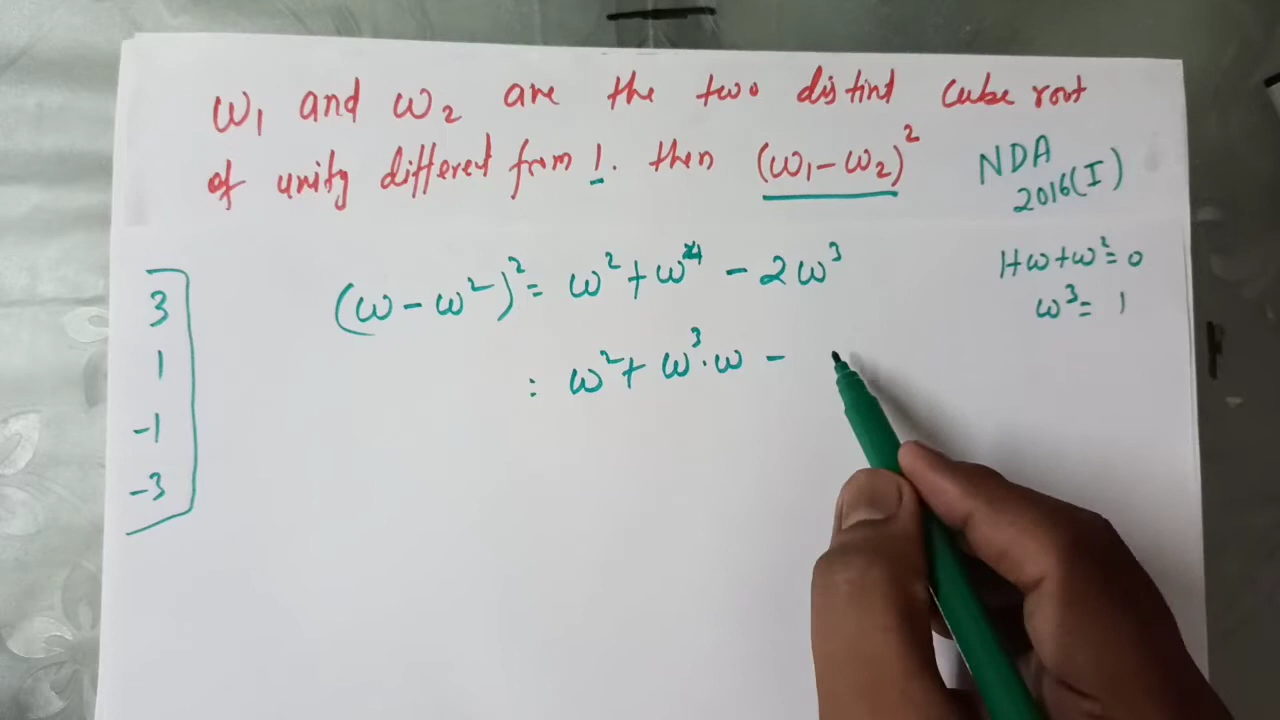 ω₁ and ω₂ are the two distint cube root
of unity different from 1. then (ω₁-ω₂)²
NDA
2016(I)
1+ω+ω²=0
ω³= 1
(ω-ω²)²= ω²+ω⁴ - 2ω³
: ω²+ ω³.ω -
3
1
-1
-3